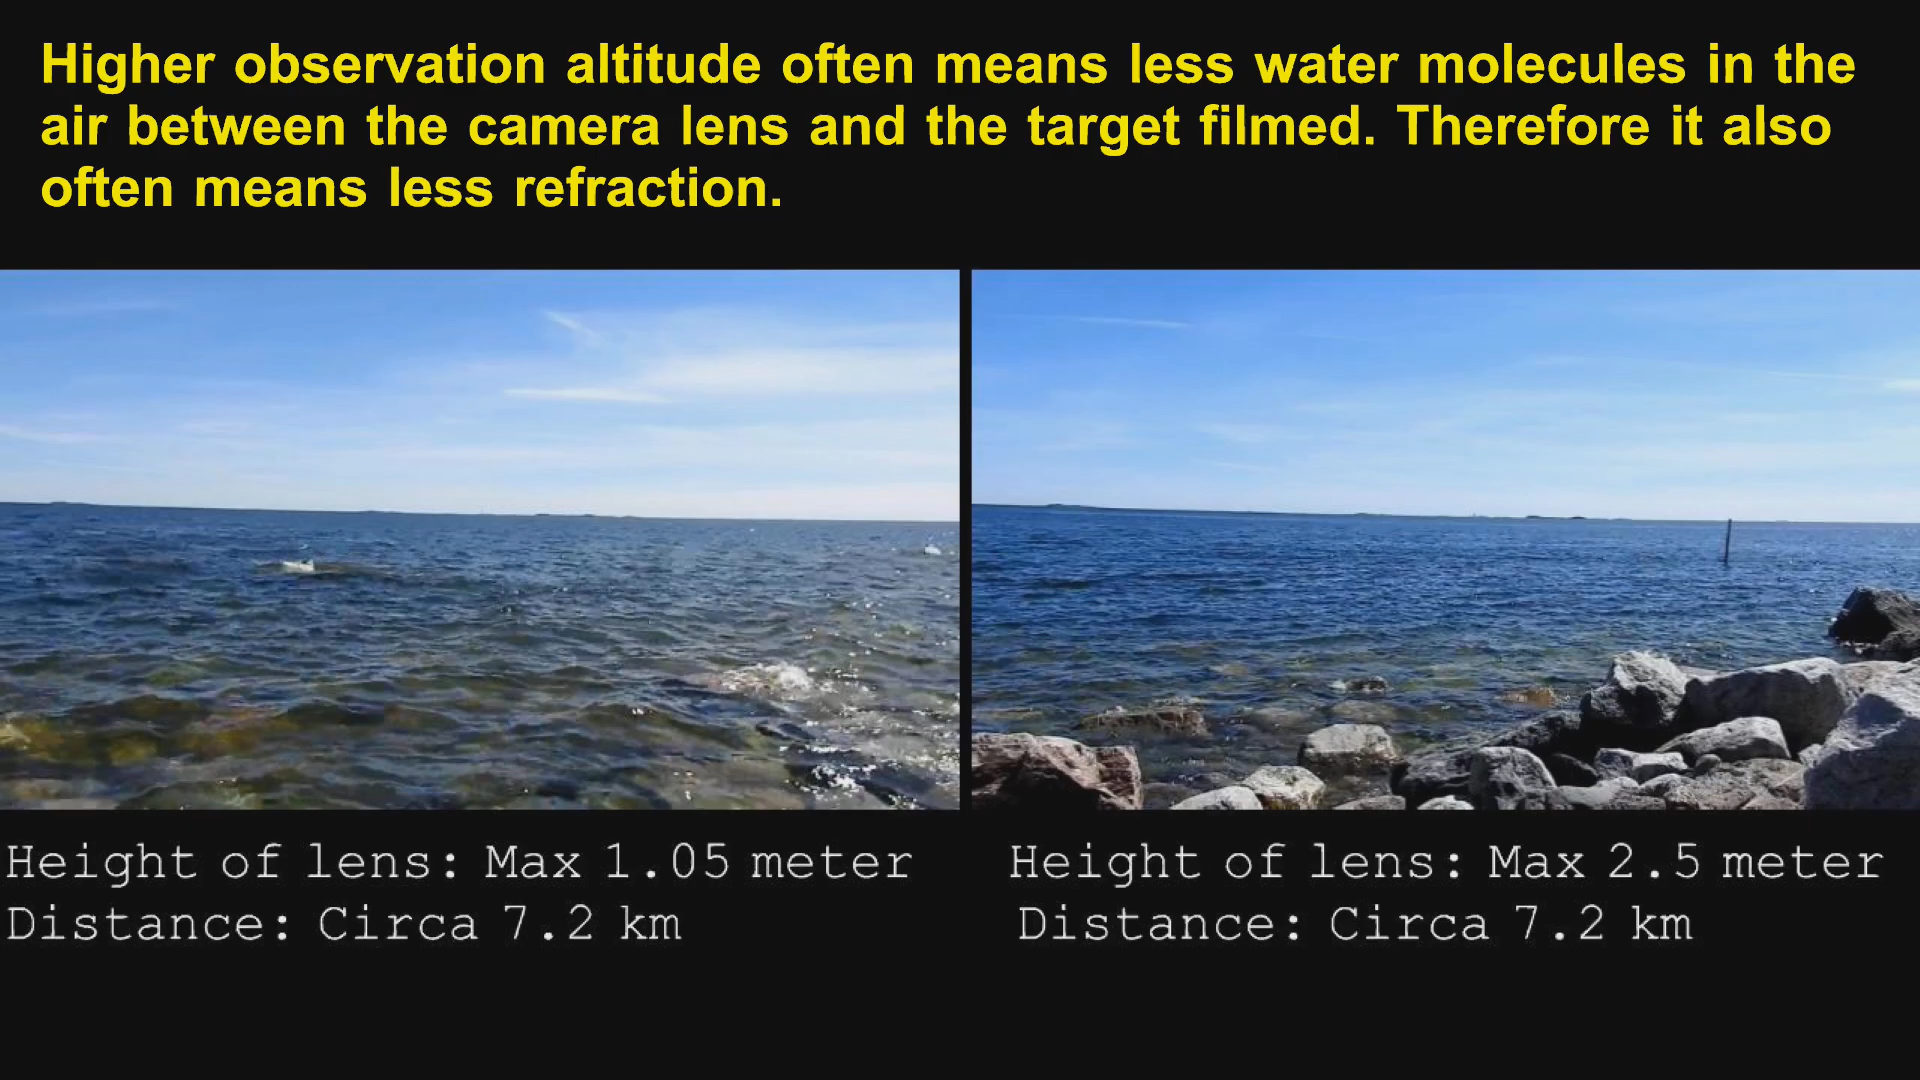 Higher observation altitude often means less water molecules in the
air between the camera lens and the target filmed. Therefore it also
often means less refraction.
Height of lens: Max 1.05 meter
Distance: Circa 7.2 km
Height of lens: Max 2.5 meter
Distance: Circa 7.2 km